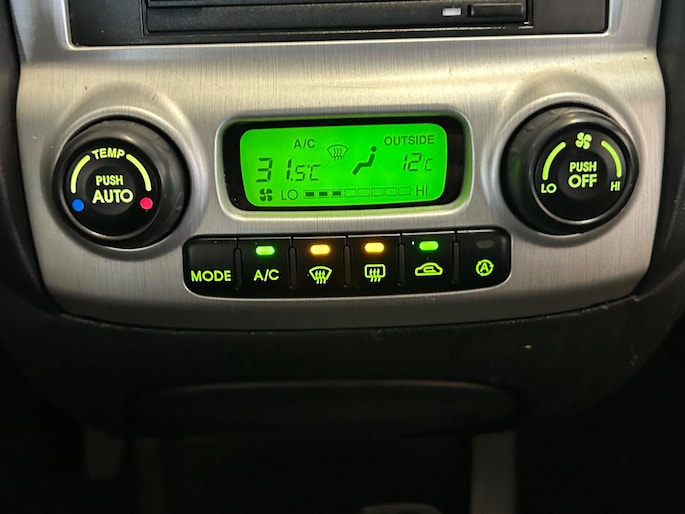 A/C OUTSIDE
31.5°C 12°C
LO HI
TEMP
PUSH
AUTO
PUSH
OFF
LO HI
MODE A/C A